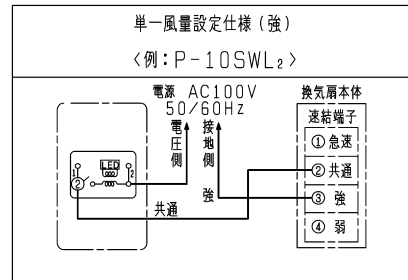 単一風量設定仕様（強）
〈例：P-10SWL₂〉
電源 AC100V
50/60Hz
電圧側
接地側
強
LED
1
2
2
共通
換気扇本体
速結端子
① 急速
② 共通
③ 強
④ 弱